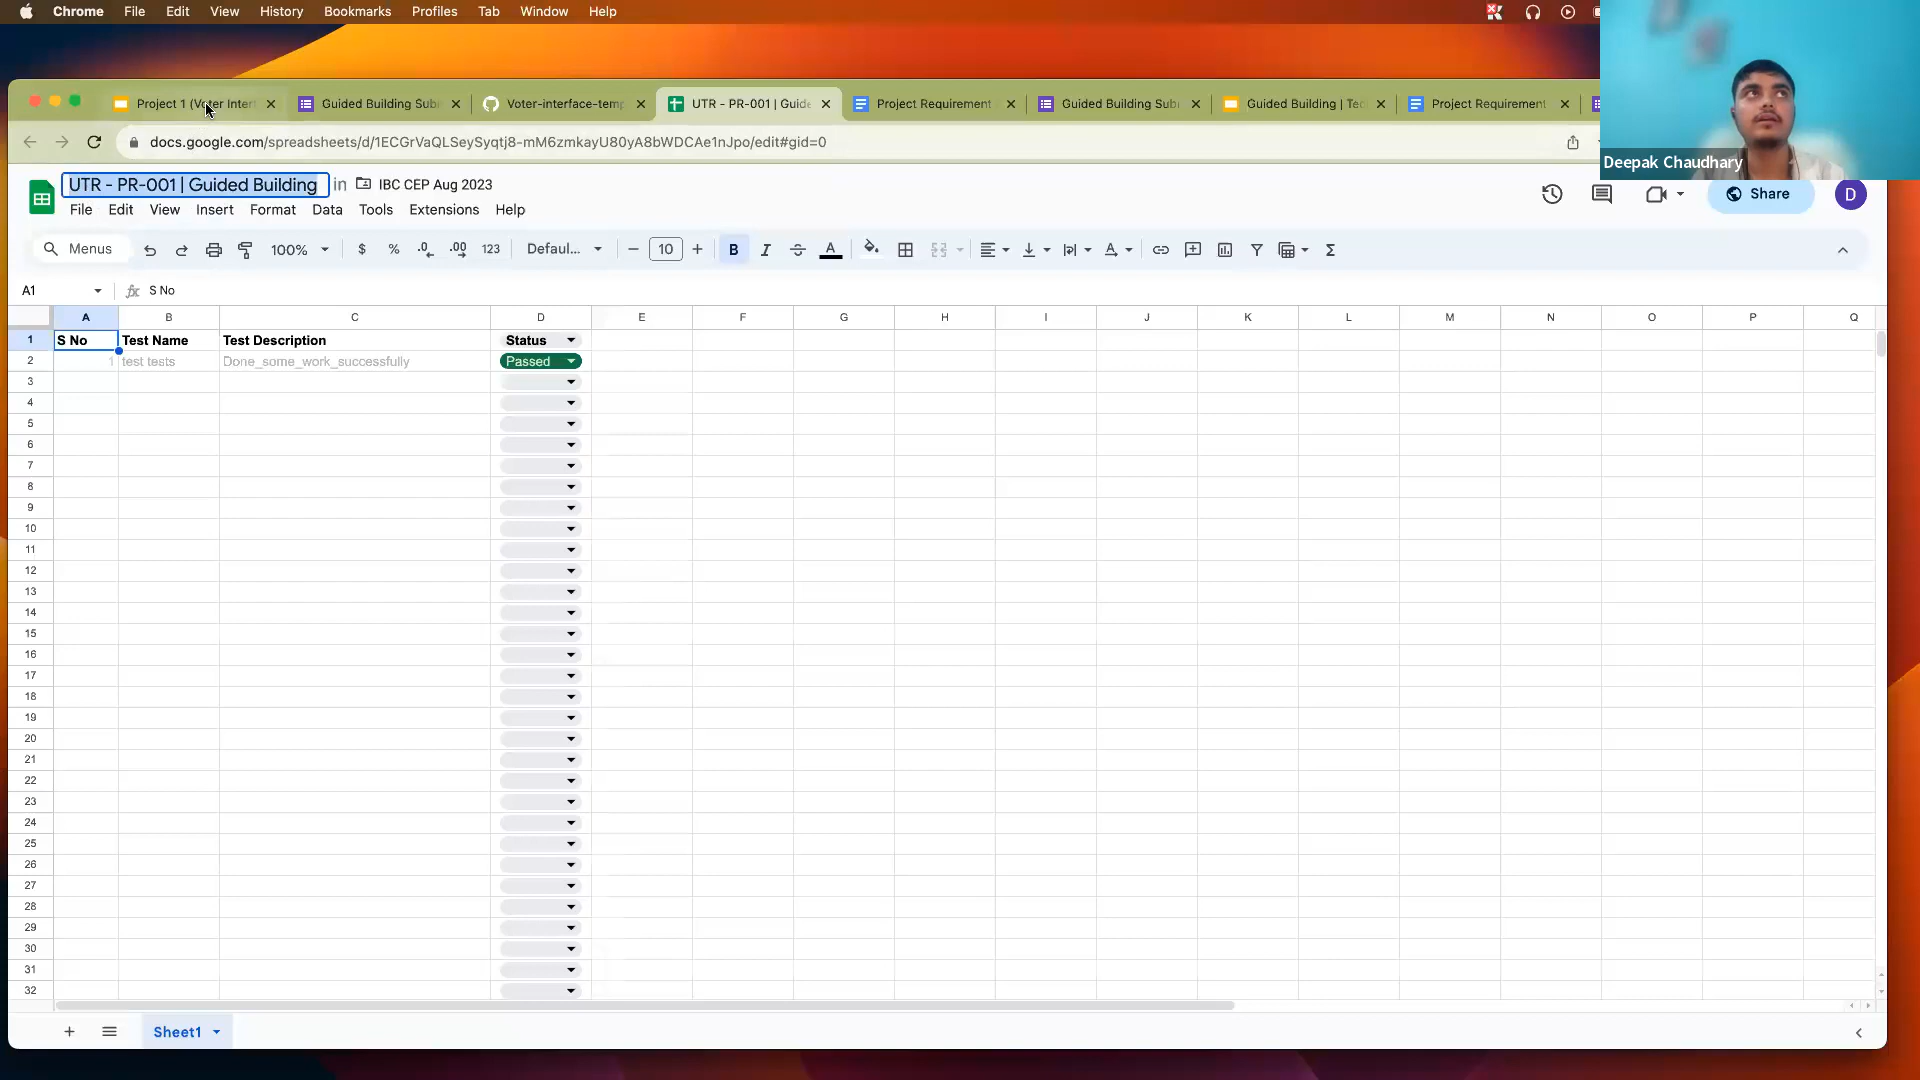 Chrome File Edit View History Bookmarks Profiles Tab Window Help
Project 1 (Voter Inter Guided Building Sub Voter-interface-temp UTR - PR-001 | Guide Project Requirement Guided Building Sub Guided Building | Tec Project Requirement
docs.google.com/spreadsheets/d/1ECGrVaQLSeySyqtj8-mM6zmkayU80yA8bWDCAe1nJpo/edit#gid=0
Deepak Chaudhary
UTR - PR-001 | Guided Building in IBC CEP Aug 2023
Share D
File Edit View Insert Format Data Tools Extensions Help
Menus 100% $ % .0 .00 123 Defaul... 10 B I S A
A1 fx S No
A B C D E F G H I J K L M N O P Q
1 S No Test Name Test Description Status
2 1 test tests Done_some_work_successfully Passed
3
4
5
6
7
8
9
10
11
12
13
14
15
16
17
18
19
20
21
22
23
24
25
26
27
28
29
30
31
32
Sheet1